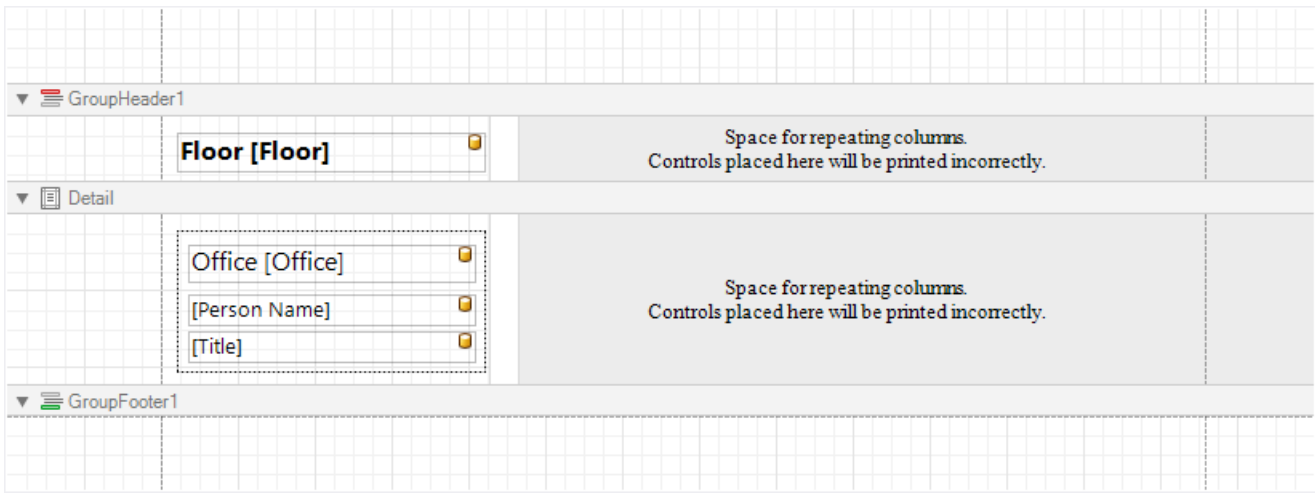 GroupHeader1
Floor [Floor]
Space for repeating columns.
Controls placed here will be printed incorrectly.
Detail
Office [Office]
[Person Name]
[Title]
Space for repeating columns.
Controls placed here will be printed incorrectly.
GroupFooter1